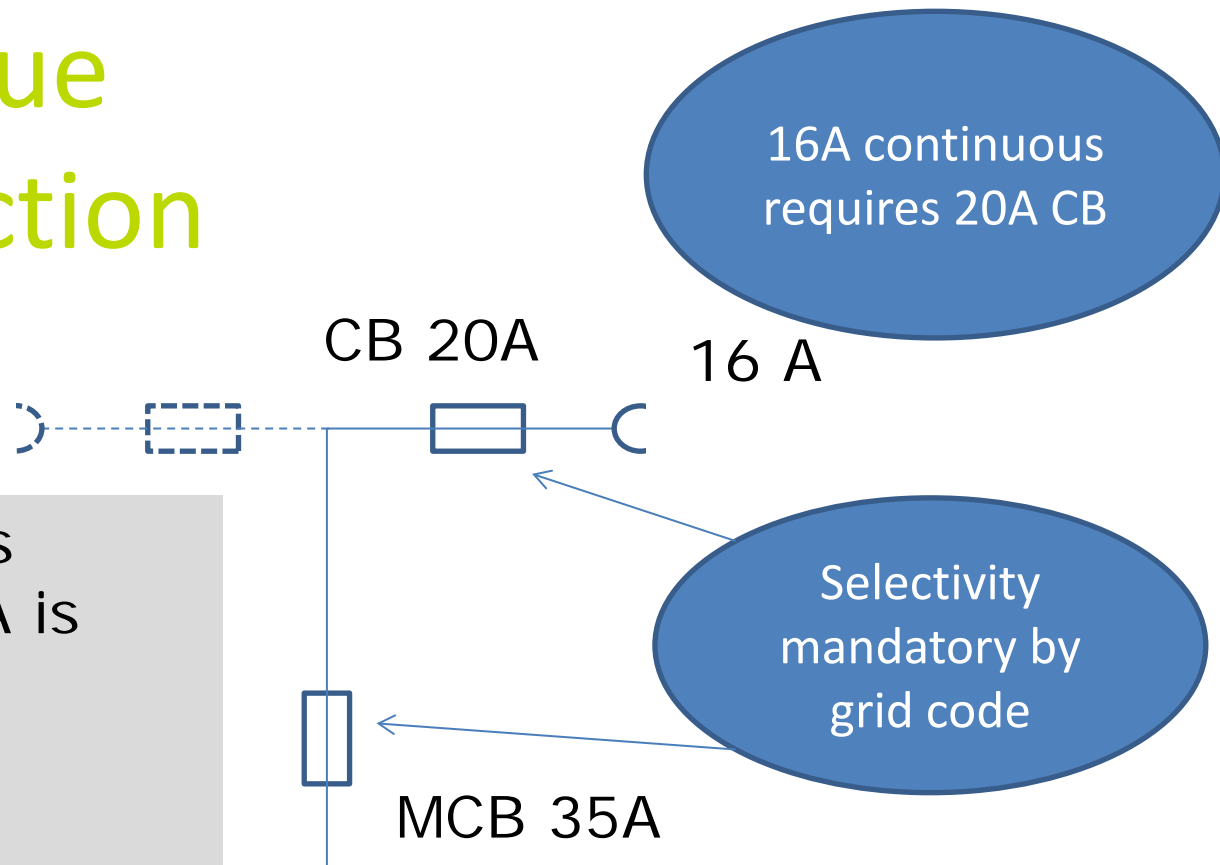 ue
ction
16A continuous
requires 20A CB
CB 20A
16 A
s
A is
Selectivity
mandatory by
grid code
MCB 35A